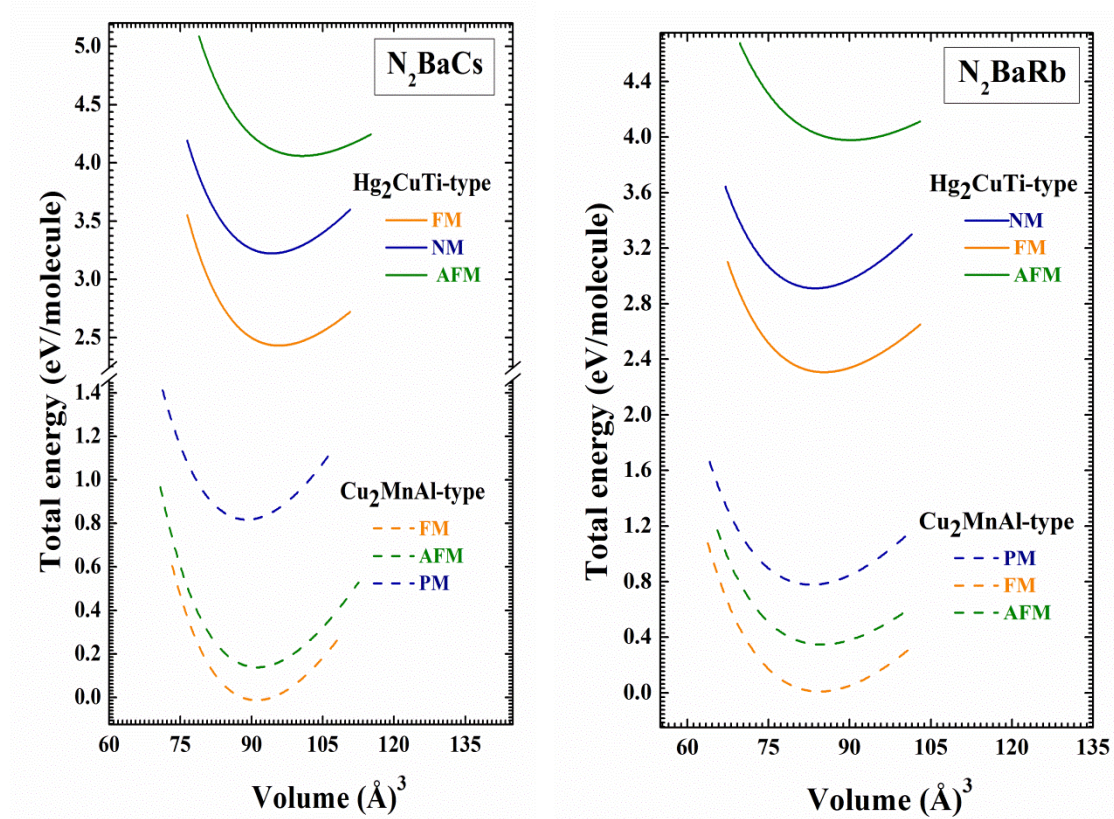 N₂BaCs
Total energy (eV/molecule)
5.0
4.5
4.0
3.5
3.0
2.5
1.4
1.2
1.0
0.8
0.6
0.4
0.2
0.0
Hg₂CuTi-type
FM
NM
AFM
Cu₂MnAl-type
FM
AFM
PM
60 75 90 105 120 135
Volume (Å)³
N₂BaRb
Total energy (eV/molecule)
4.4
4.0
3.6
3.2
2.8
2.4
2.0
1.6
1.2
0.8
0.4
0.0
Hg₂CuTi-type
NM
FM
AFM
Cu₂MnAl-type
PM
FM
AFM
60 75 90 105 120 135
Volume (Å)³